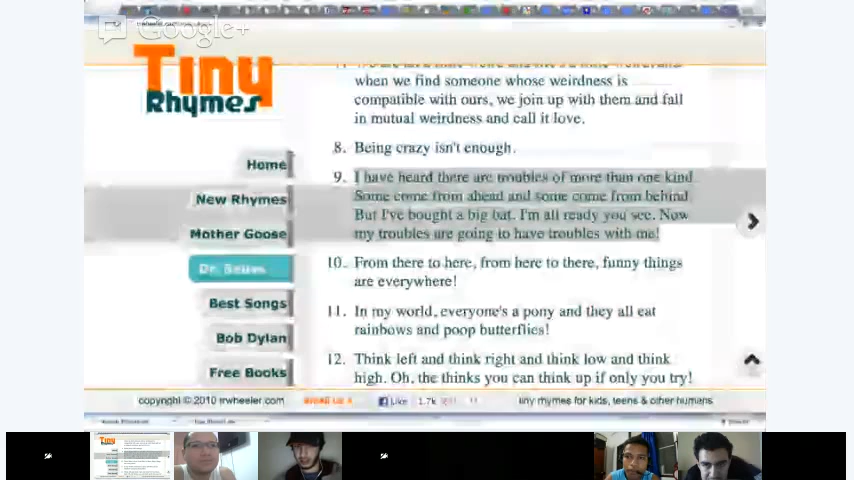 Google+
Tiny
Rhymes
Home
New Rhymes
Mother Goose
Dr. Seuss
Best Songs
Bob Dylan
Free Books
when we find someone whose weirdness is
compatible with ours, we join up with them and fall
in mutual weirdness and call it love.
8. Being crazy isn't enough.
9. I have heard there are troubles of more than one kind.
Some come from ahead and some come from behind.
But I've bought a big bat. I'm all ready you see. Now
my troubles are going to have troubles with me!
10. From there to here, from here to there, funny things
are everywhere!
11. In my world, everyone's a pony and they all eat
rainbows and poop butterflies!
12. Think left and think right and think low and think
high. Oh, the thinks you can think up if only you try!
copyright © 2010 rrwheeler.com
Like 1.7k
tiny rhymes for kids, teens & other humans